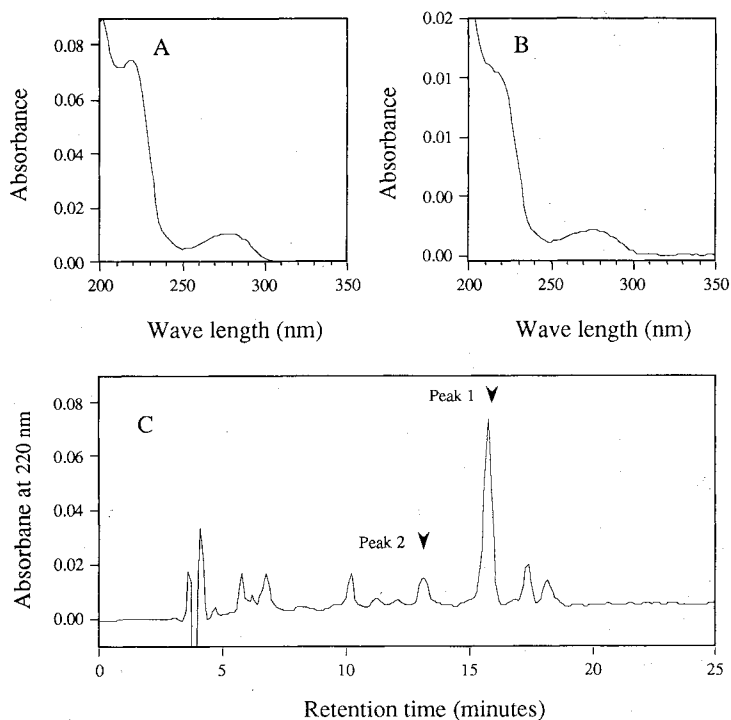 A
0.08
0.06
0.04
0.02
0.00
Absorbance
200
250
300
350
Wave length (nm)
B
0.02
0.01
0.01
0.00
0.00
Absorbance
200
250
300
350
Wave length (nm)
C
0.08
0.06
0.04
0.02
0.00
Absorbane at 220 nm
Peak 1
Peak 2
0
5
10
15
20
25
Retention time (minutes)